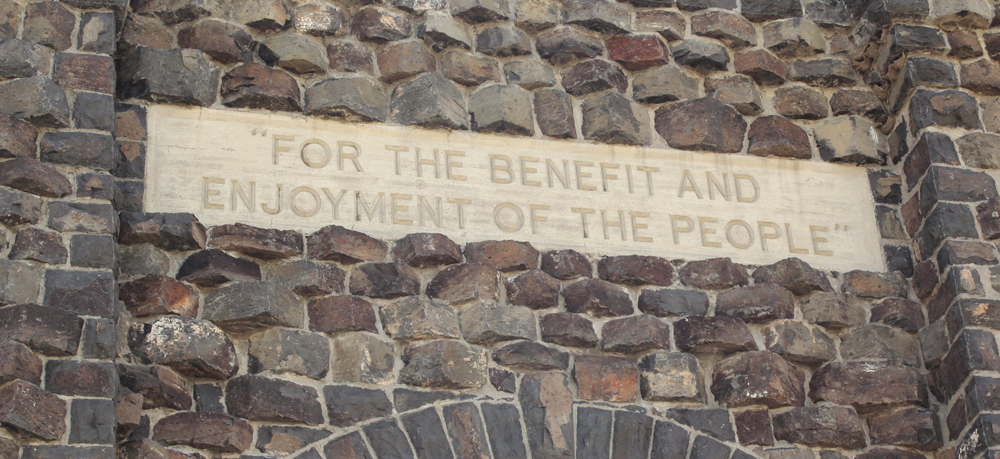 "FOR THE BENEFIT AND
ENJOYMENT OF THE PEOPLE"